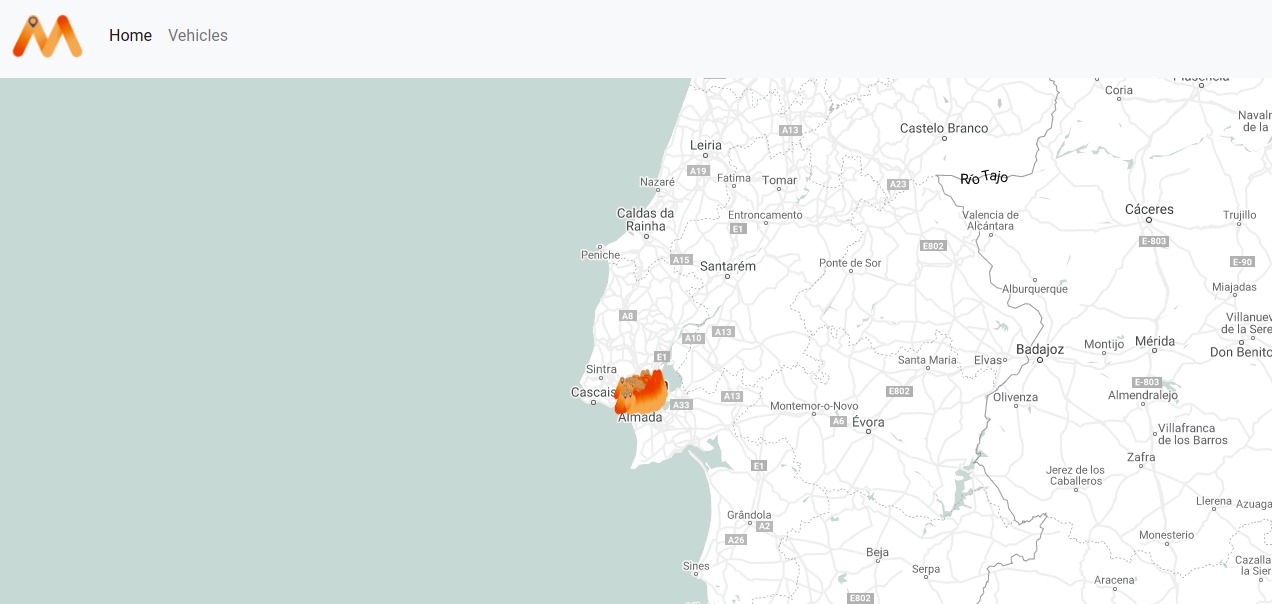 Home Vehicles
Coria
Castelo Branco
A13
Leiria
A19
Fatima
Tomar
Nazaré
A23
Río Tajo
Naval
de la
Caldas da
Rainha
Entroncamento
E1
Valencia de
Alcántara
Cáceres
Trujillo
E-803
E802
Peniche
A15
Santarém
Ponte de Sor
E-90
Alburquerque
Miajadas
A8
A10
A13
Villanuev
de la Sere
E1
Santa Maria
Elvas
Badajoz
Montijo
Mérida
Don Benito
Sintra
Cascais
A33
A13
E802
E-803
Almendralejo
Olivenza
Almada
Montemor-o-Novo
A6
Évora
Villafranca
de los Barros
E1
Zafra
Jerez de los
Caballeros
Llerena
Azuaga
Grândola
A2
A26
Monesterio
Beja
Cazalla
la Sier
Sines
Serpa
Aracena
E802